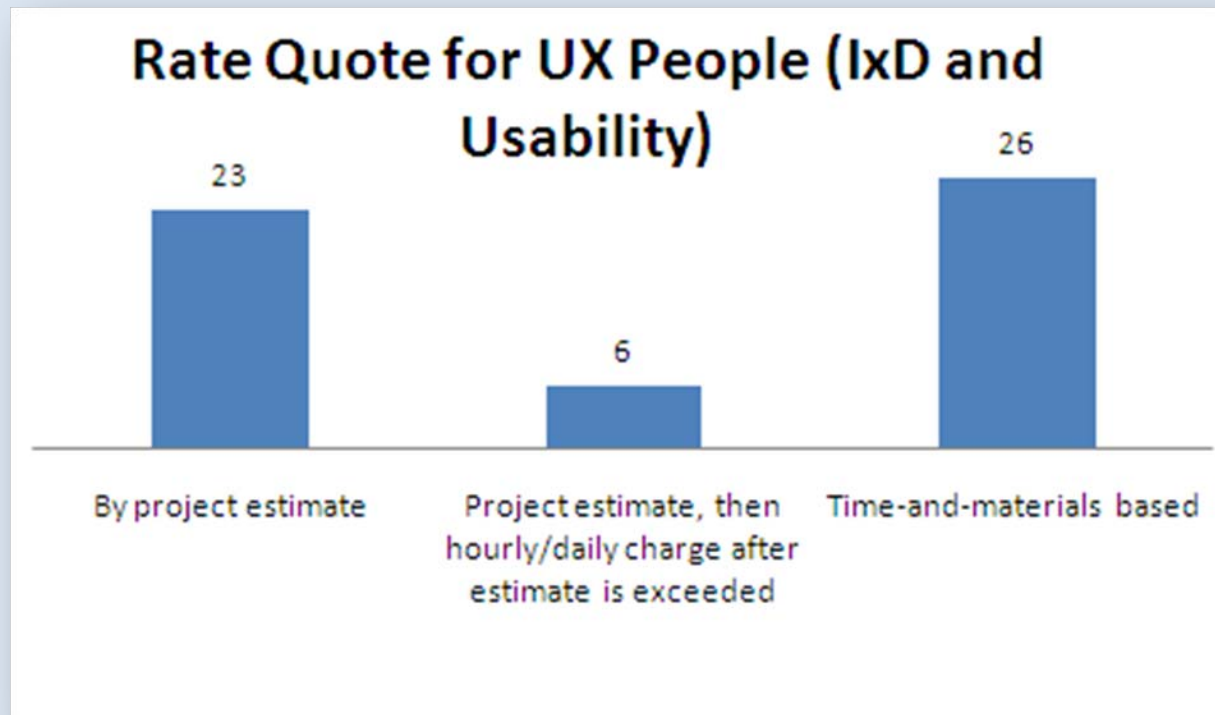 Rate Quote for UX People (IxD and
Usability)
23
6
26
By project estimate
Project estimate, then
hourly/daily charge after
estimate is exceeded
Time-and-materials based